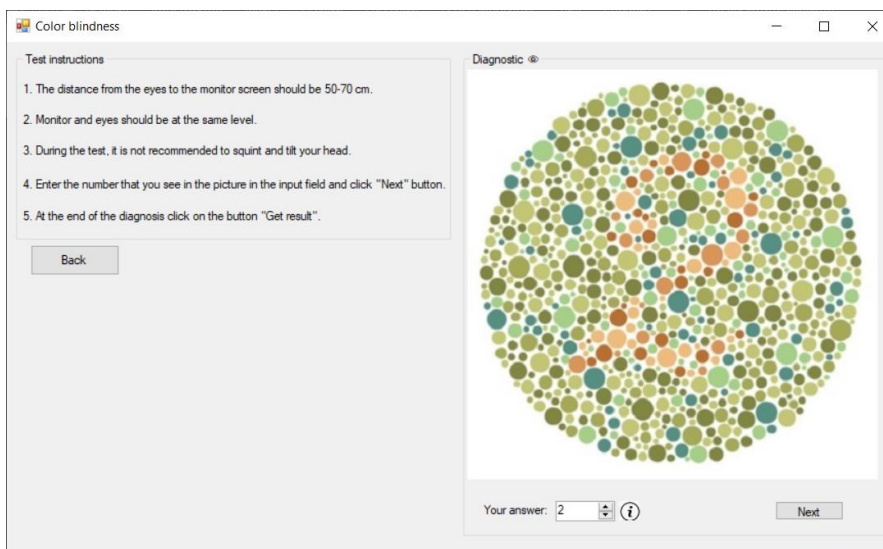 Color blindness
Test instructions
1. The distance from the eyes to the monitor screen should be 50-70 cm.
2. Monitor and eyes should be at the same level.
3. During the test, it is not recommended to squint and tilt your head.
4. Enter the number that you see in the picture in the input field and click "Next" button.
5. At the end of the diagnosis click on the button "Get result".
Back
Diagnostic 👁
2
Your answer: 2
Next